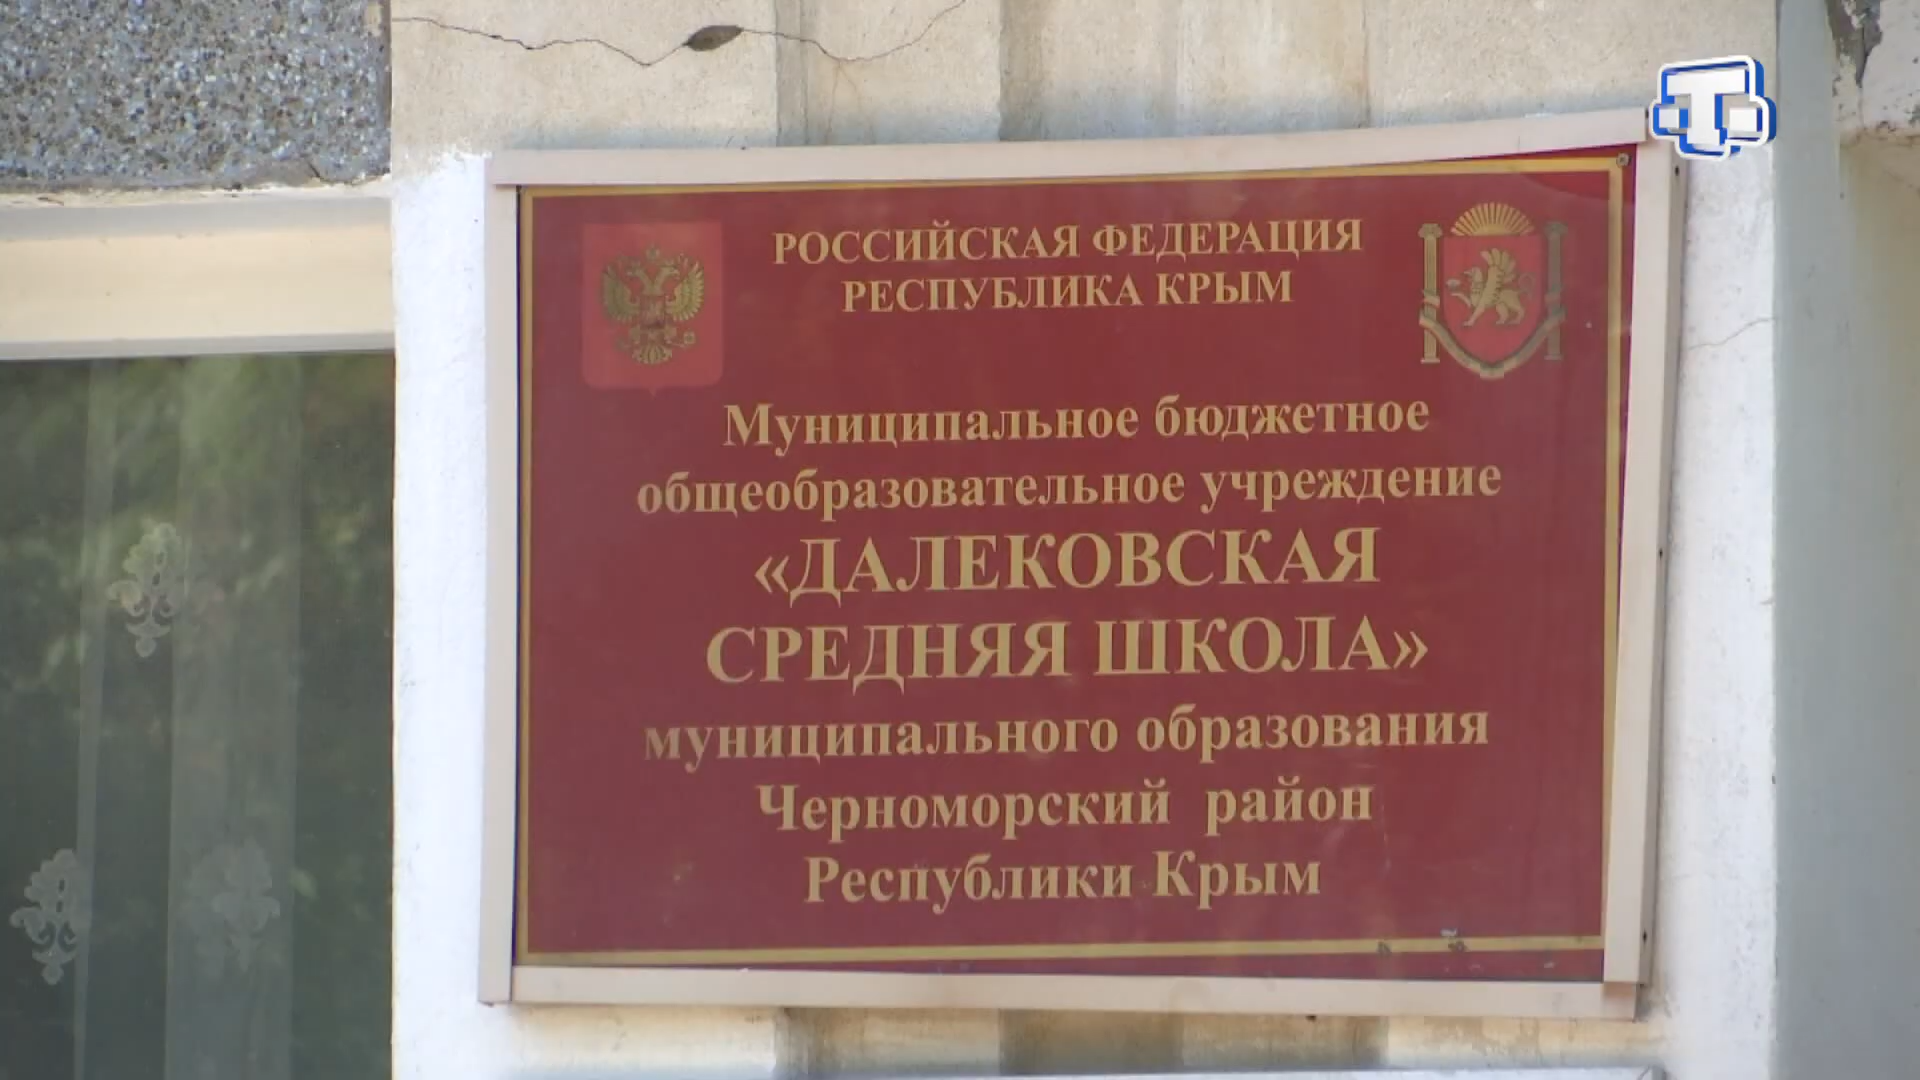 Т
РОССИЙСКАЯ ФЕДЕРАЦИЯ
РЕСПУБЛИКА КРЫМ
Муниципальное бюджетное
общеобразовательное учреждение
«ДАЛЕКОВСКАЯ
СРЕДНЯЯ ШКОЛА»
муниципального образования
Черноморский район
Республики Крым